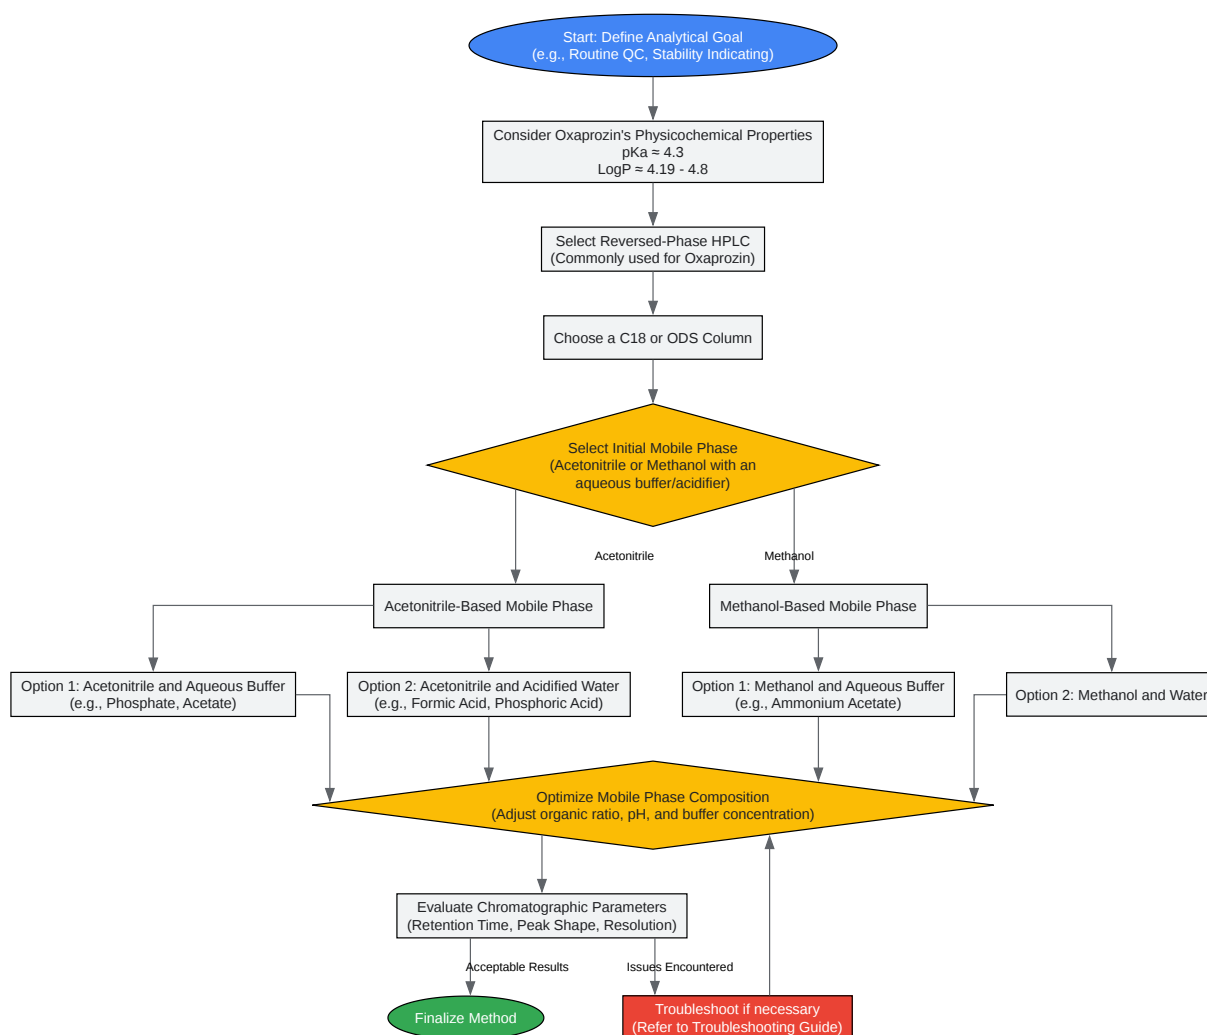 Start: Define Analytical Goal
(e.g., Routine QC, Stability Indicating)
Consider Oxaprozin's Physicochemical Properties
pKa ≈ 4.3
LogP ≈ 4.19 - 4.8
Select Reversed-Phase HPLC
(Commonly used for Oxaprozin)
Choose a C18 or ODS Column
Select Initial Mobile Phase
(Acetonitrile or Methanol with an
aqueous buffer/acidifier)
Acetonitrile
Methanol
Acetonitrile-Based Mobile Phase
Methanol-Based Mobile Phase
Option 1: Acetonitrile and Aqueous Buffer
(e.g., Phosphate, Acetate)
Option 2: Acetonitrile and Acidified Water
(e.g., Formic Acid, Phosphoric Acid)
Option 1: Methanol and Aqueous Buffer
(e.g., Ammonium Acetate)
Option 2: Methanol and Water
Optimize Mobile Phase Composition
(Adjust organic ratio, pH, and buffer concentration)
Evaluate Chromatographic Parameters
(Retention Time, Peak Shape, Resolution)
Acceptable Results
Issues Encountered
Finalize Method
Troubleshoot if necessary
(Refer to Troubleshooting Guide)